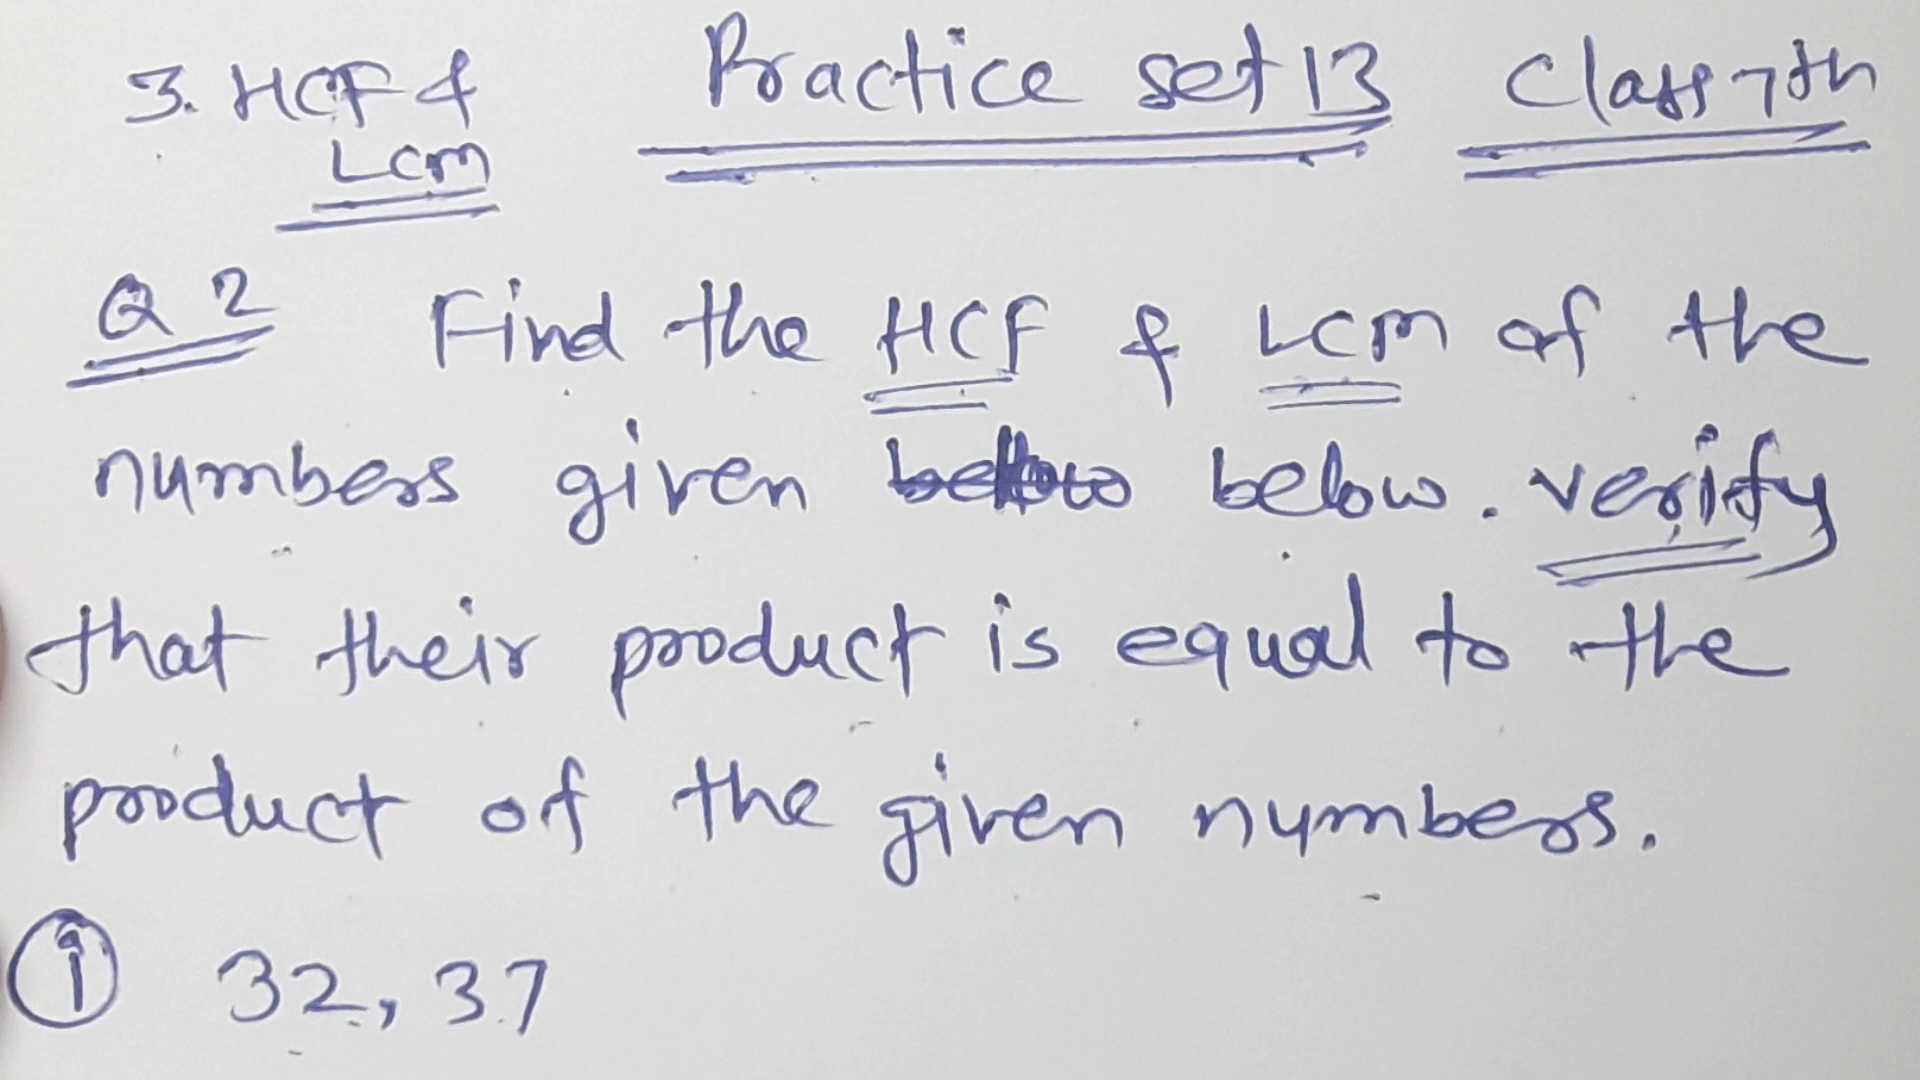 3. HCF & Practice set 13 Class 7th
LCM
Q 2 Find the HCF & LCM of the
numbers given below. verify
that their product is equal to the
product of the given numbers.
i 32, 37